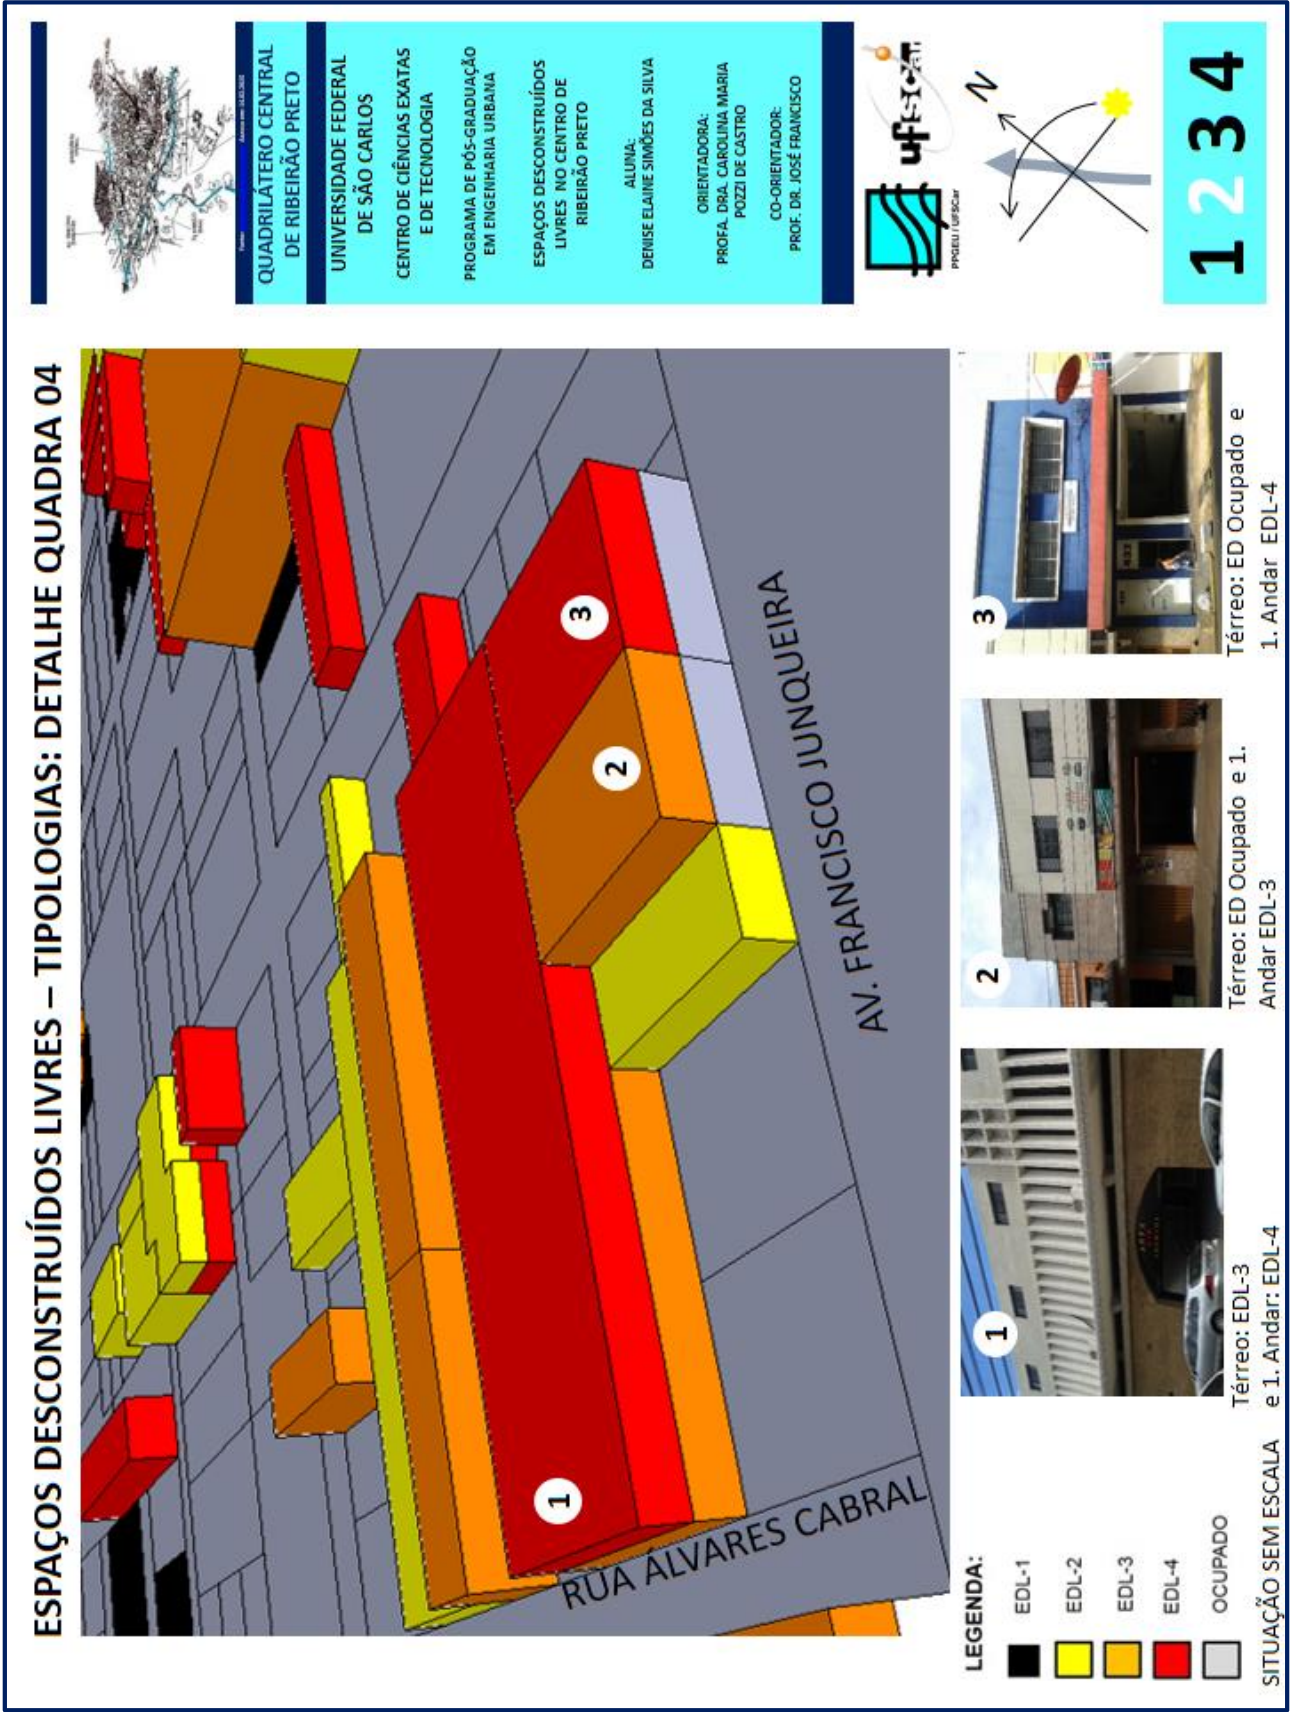 ESPAÇOS DESCONSTRUÍDOS LIVRES – TIPOLOGIAS: DETALHE QUADRA 04
1
2
3
RUA ÁLVARES CABRAL
AV. FRANCISCO JUNQUEIRA
LEGENDA:
EDL-1
EDL-2
EDL-3
EDL-4
OCUPADO
SITUAÇÃO SEM ESCALA
1
Térreo: EDL-3
e 1. Andar: EDL-4
2
Térreo: ED Ocupado e 1.
Andar EDL-3
3
Térreo: ED Ocupado e
1. Andar EDL-4
QUADRILÁTERO CENTRAL
DE RIBEIRÃO PRETO
UNIVERSIDADE FEDERAL
DE SÃO CARLOS
CENTRO DE CIÊNCIAS EXATAS
E DE TECNOLOGIA
PROGRAMA DE PÓS-GRADUAÇÃO
EM ENGENHARIA URBANA
ESPAÇOS DESCONSTRUÍDOS
LIVRES NO CENTRO DE
RIBEIRÃO PRETO
ALUNA:
DENISE ELAINE SIMÕES DA SILVA
ORIENTADORA:
PROFA. DRA. CAROLINA MARIA
POZZI DE CASTRO
CO-ORIENTADOR:
PROF. DR. JOSÉ FRANCISCO
PPGEU / UFSCar
ufscar
N
1 2 3 4